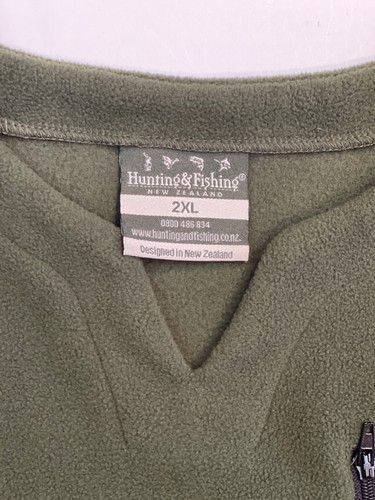 Hunting&Fishing®
NEW ZEALAND
2XL
0800 486 834
www.huntingandfishing.co.nz
Designed in New Zealand